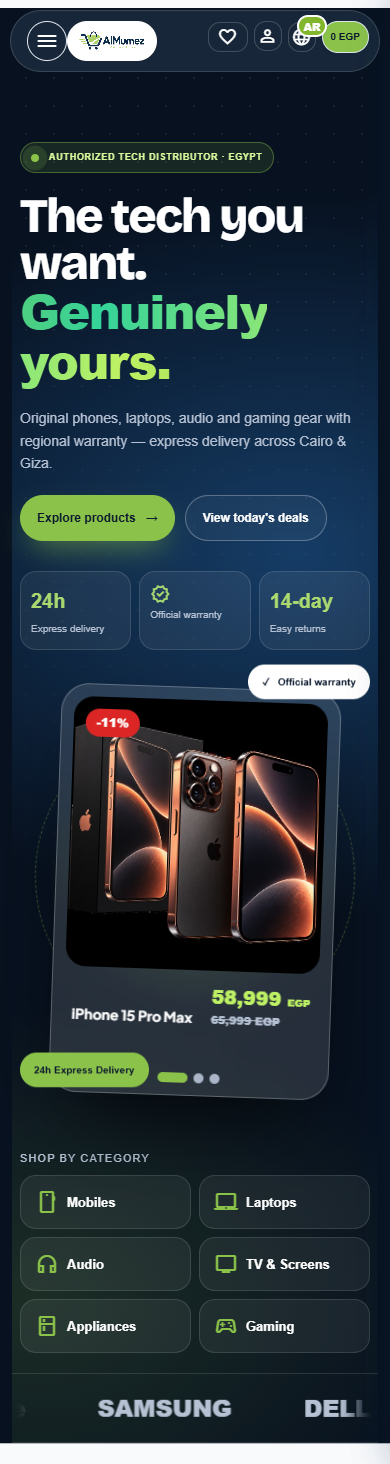 AlMumez
AR
0 EGP
AUTHORIZED TECH DISTRIBUTOR · EGYPT
The tech you
want.
Genuinely
yours.
Original phones, laptops, audio and gaming gear with
regional warranty — express delivery across Cairo &
Giza.
Explore products →
View today's deals
24h
Express delivery
Official warranty
14-day
Easy returns
✓ Official warranty
-11%
58,999 EGP
iPhone 15 Pro Max
65,999 EGP
24h Express Delivery
SHOP BY CATEGORY
Mobiles
Laptops
Audio
TV & Screens
Appliances
Gaming
SAMSUNG
DELL